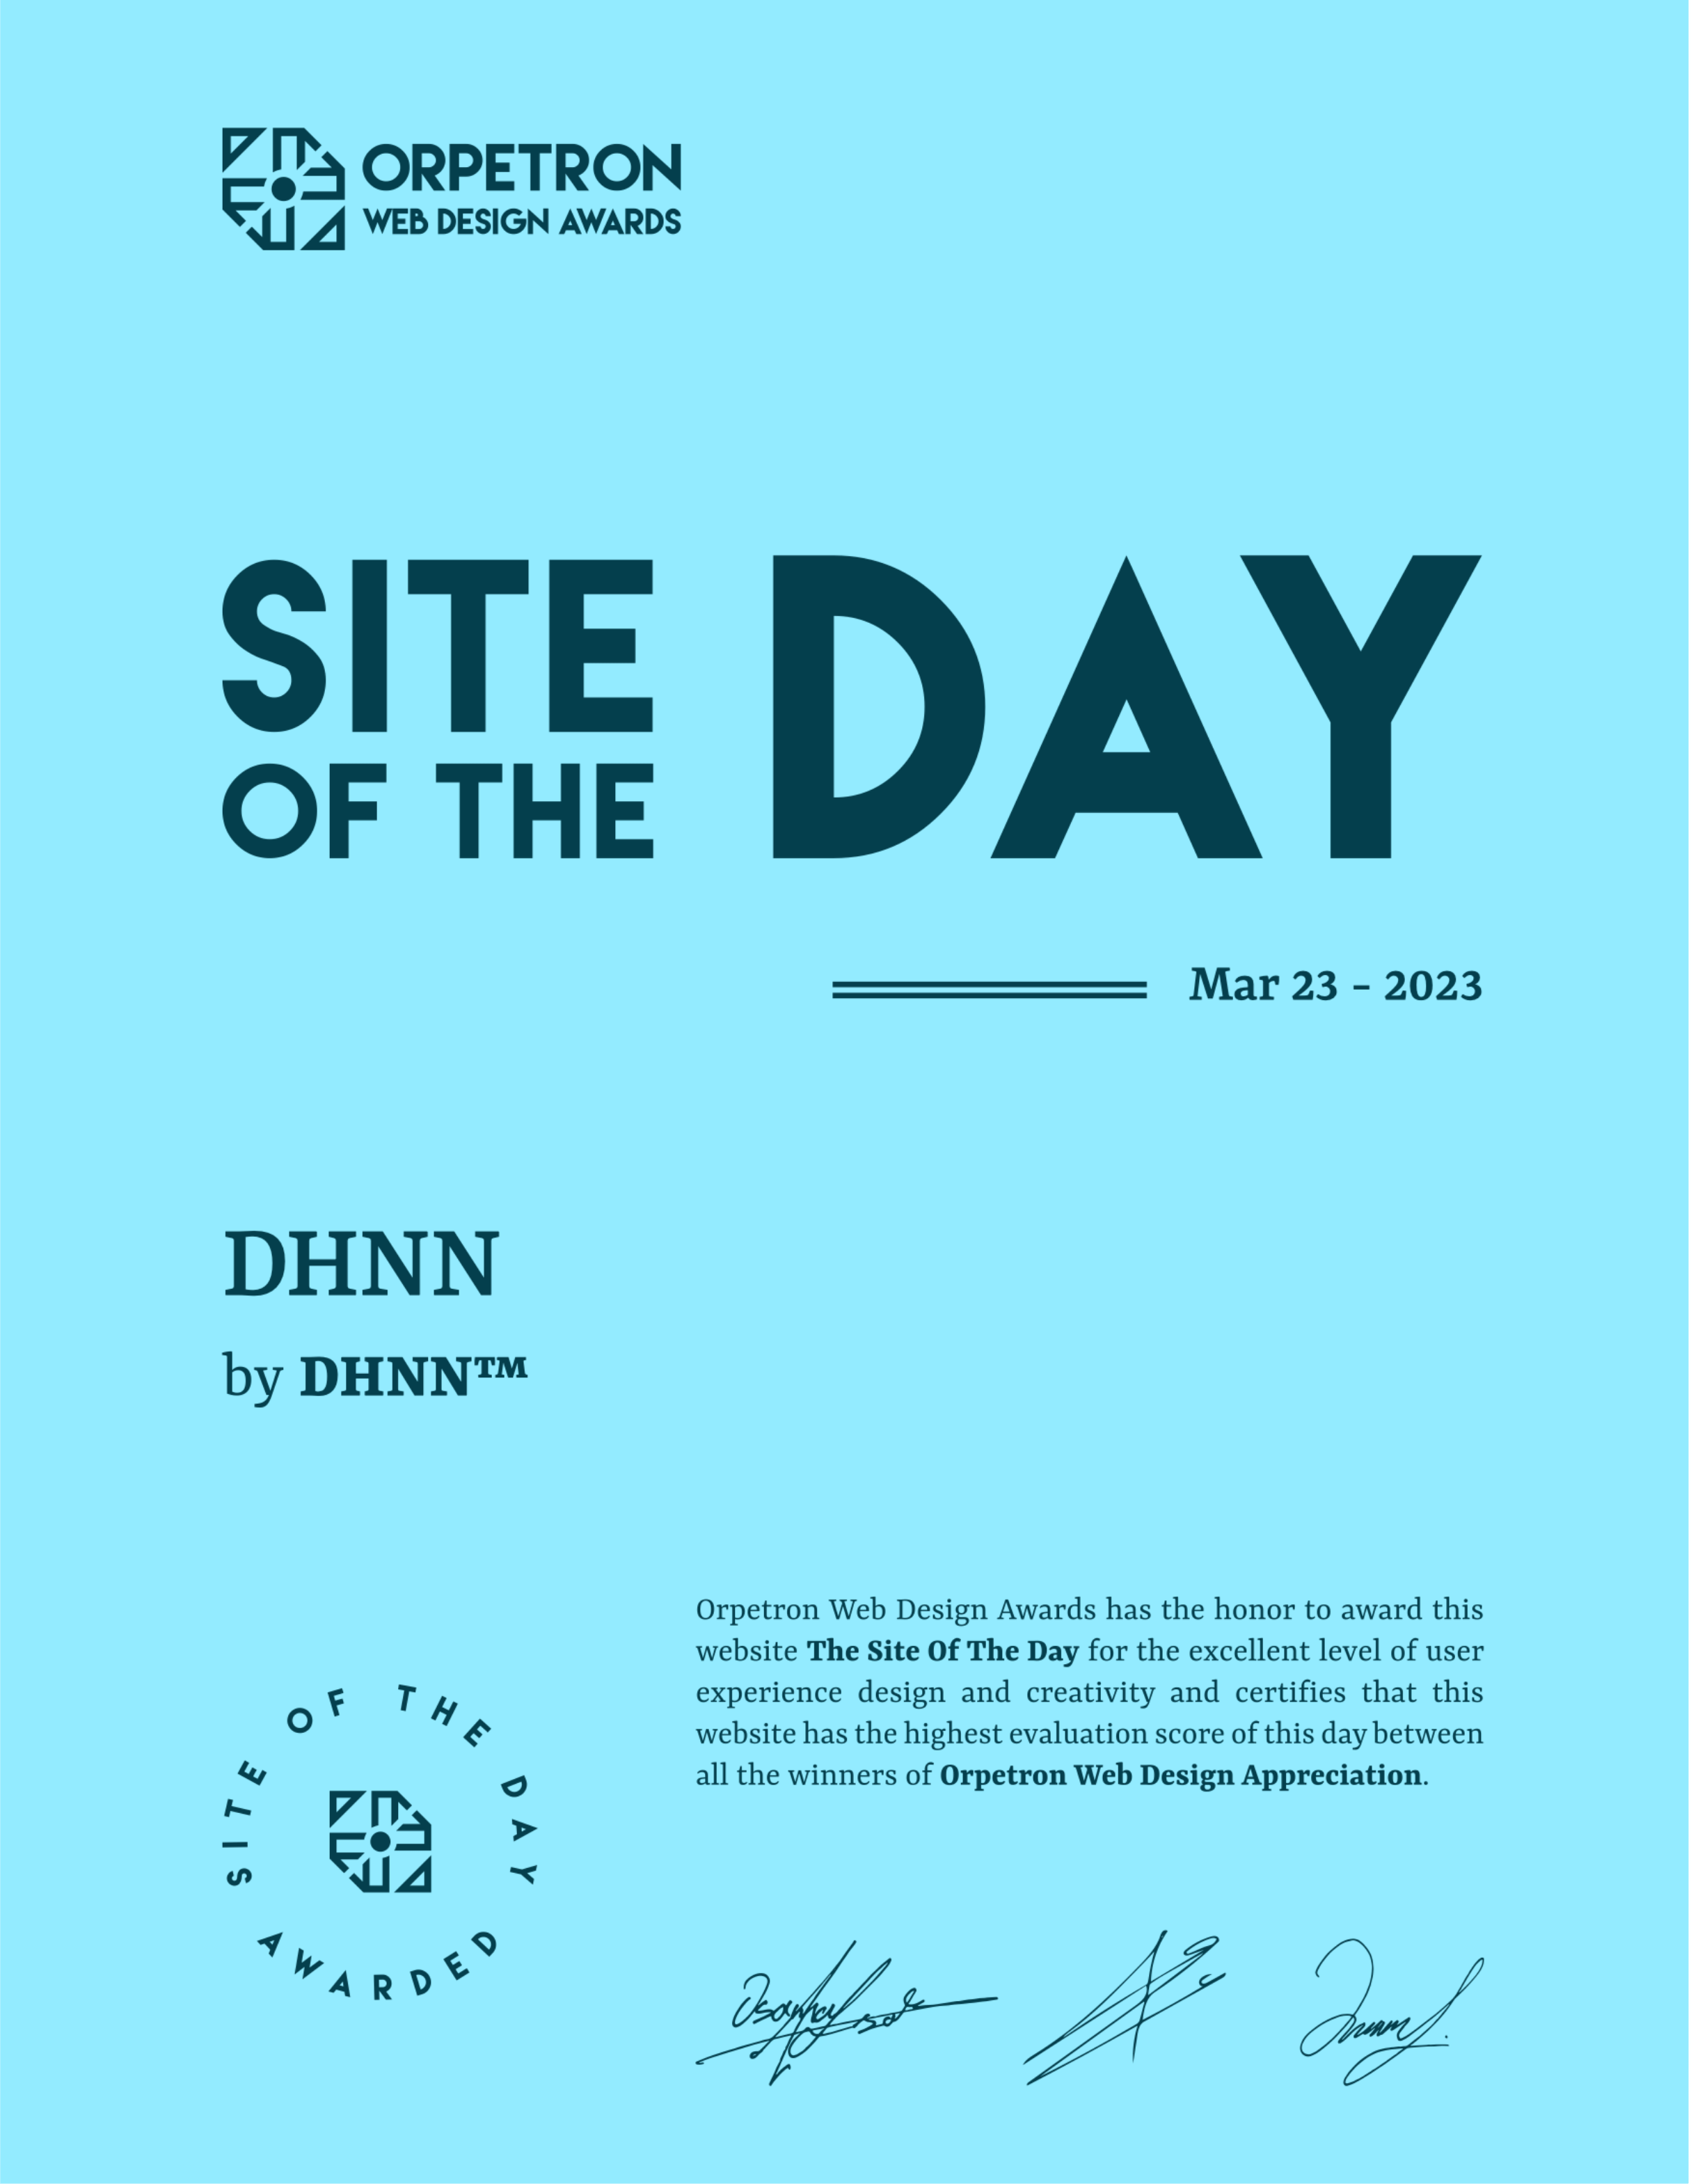 ORPETRON
WEB DESIGN AWARDS
SITE
OF THE
DAY
Mar 23 - 2023
DHNN
by DHNN™
Orpetron Web Design Awards has the honor to award this
website The Site Of The Day for the excellent level of user
experience design and creativity and certifies that this
website has the highest evaluation score of this day between
all the winners of Orpetron Web Design Appreciation.
SITE OF THE DAY
AWARDED